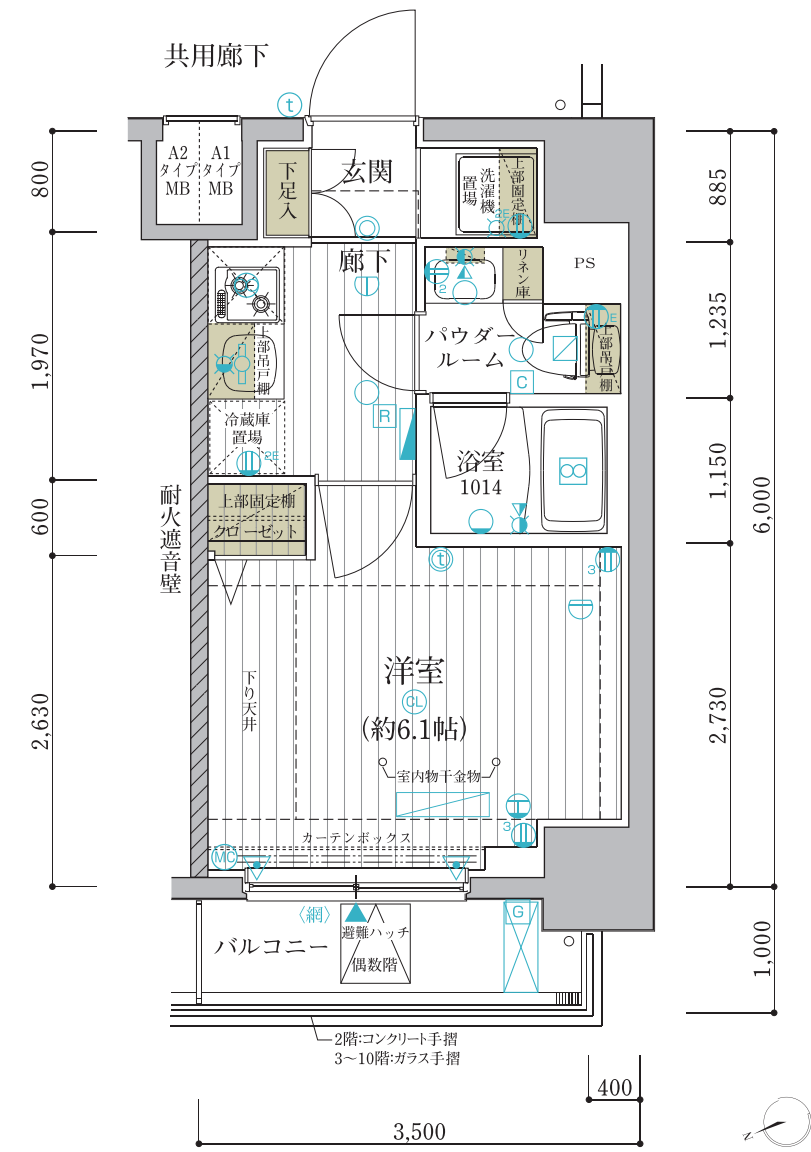 共用廊下
t
A2
タイプ
MB
A1
タイプ
MB
下足入
玄関
洗濯機
置場
上部固定棚
2E
800
885
廊下
2
リネン庫
PS
E
上部吊戸棚
パウダー
ルーム
C
1,235
1,970
上部吊戸棚
R
冷蔵庫
置場
2E
浴室
1014
1,150
6,000
600
耐火遮音壁
上部固定棚
クローゼット
t
3
下り天井
洋室
CL
(約6.1帖)
室内物干金物
2,630
2,730
3
カーテンボックス
MC
〈網〉
G
バルコニー
避難ハッチ
偶数階
1,000
2階:コンクリート手摺
3〜10階:ガラス手摺
400
3,500
N